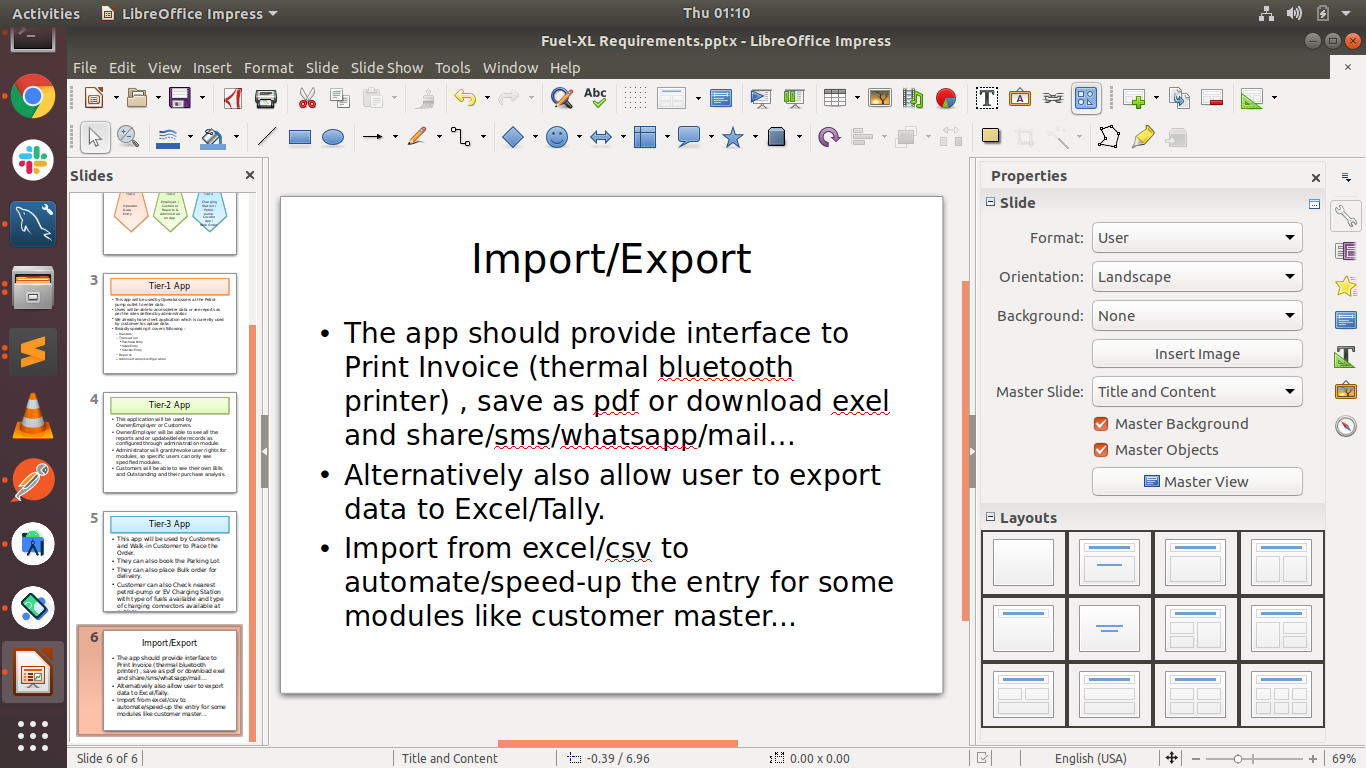 Activities
LibreOffice Impress
Thu 01:10
Fuel-XL Requirements.pptx - LibreOffice Impress
File Edit View Insert Format Slide Slide Show Tools Window Help
Abc
Slides
3
Tier-1 App
4
Tier-2 App
This application will be used by
Owner/Employer or Customers.
Owner/Employer will be able to see all the
reports and or update/delete records as
configured through administration module.
Administrator will grant/revoke user rights for
modules, so specific users can only see
specified modules.
Customers will be able to see their own Bills
and Outstanding and their purchase analysis.
5
Tier-3 App
This app will be used by Customers
and Walk-in Customer to Place the
Order.
They can also book the Parking Lot
They can also place Bulk order for
delivery.
Customer can also Check nearest
petrol-pump or EV Charging Station
with type of fuels available and type
of charging connectors available at
6
Import/Export
The app should provide interface to
Print Invoice (thermal bluetooth
printer) , save as pdf or download exel
and share/sms/whatsapp/mail...
Alternatively also allow user to export
data to Excel/Tally.
Import from excel/csv to
automate/speed-up the entry for some
modules like customer master...
Import/Export
• The app should provide interface to
Print Invoice (thermal bluetooth
printer) , save as pdf or download exel
and share/sms/whatsapp/mail...
• Alternatively also allow user to export
data to Excel/Tally.
• Import from excel/csv to
automate/speed-up the entry for some
modules like customer master...
Properties
Slide
Format: User
Orientation: Landscape
Background: None
Insert Image
Master Slide: Title and Content
Master Background
Master Objects
Master View
Layouts
Slide 6 of 6
Title and Content
-0.39 / 6.96
0.00 x 0.00
English (USA)
69%